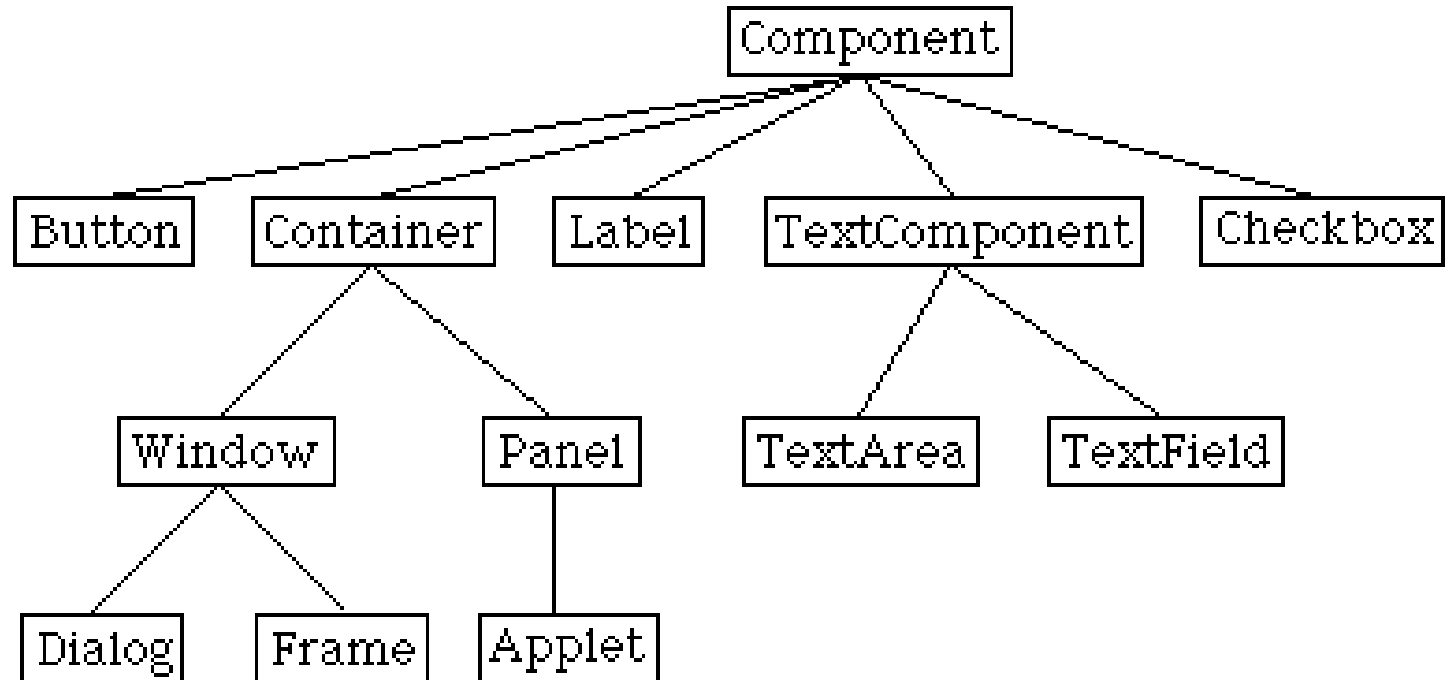 Component
Button
Container
Label
TextComponent
Checkbox
Window
Panel
TextArea
TextField
Dialog
Frame
Applet